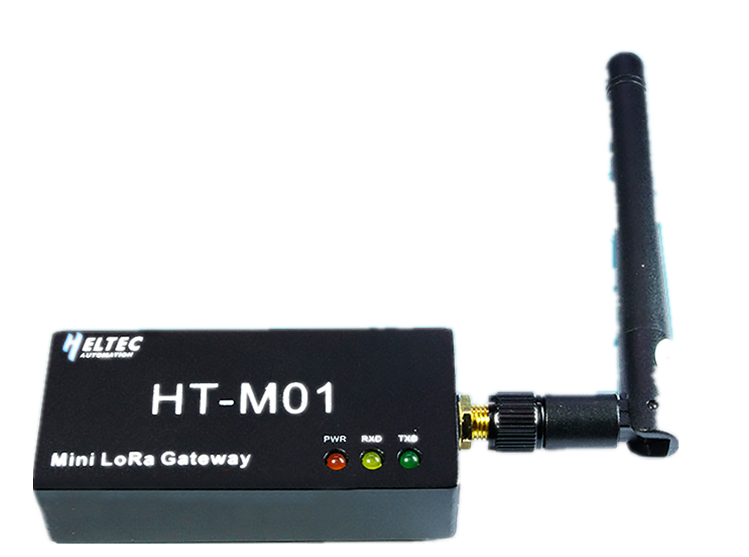 HELTEC
AUTOMATION
HT-M01
PWR RXD TXD
Mini LoRa Gateway